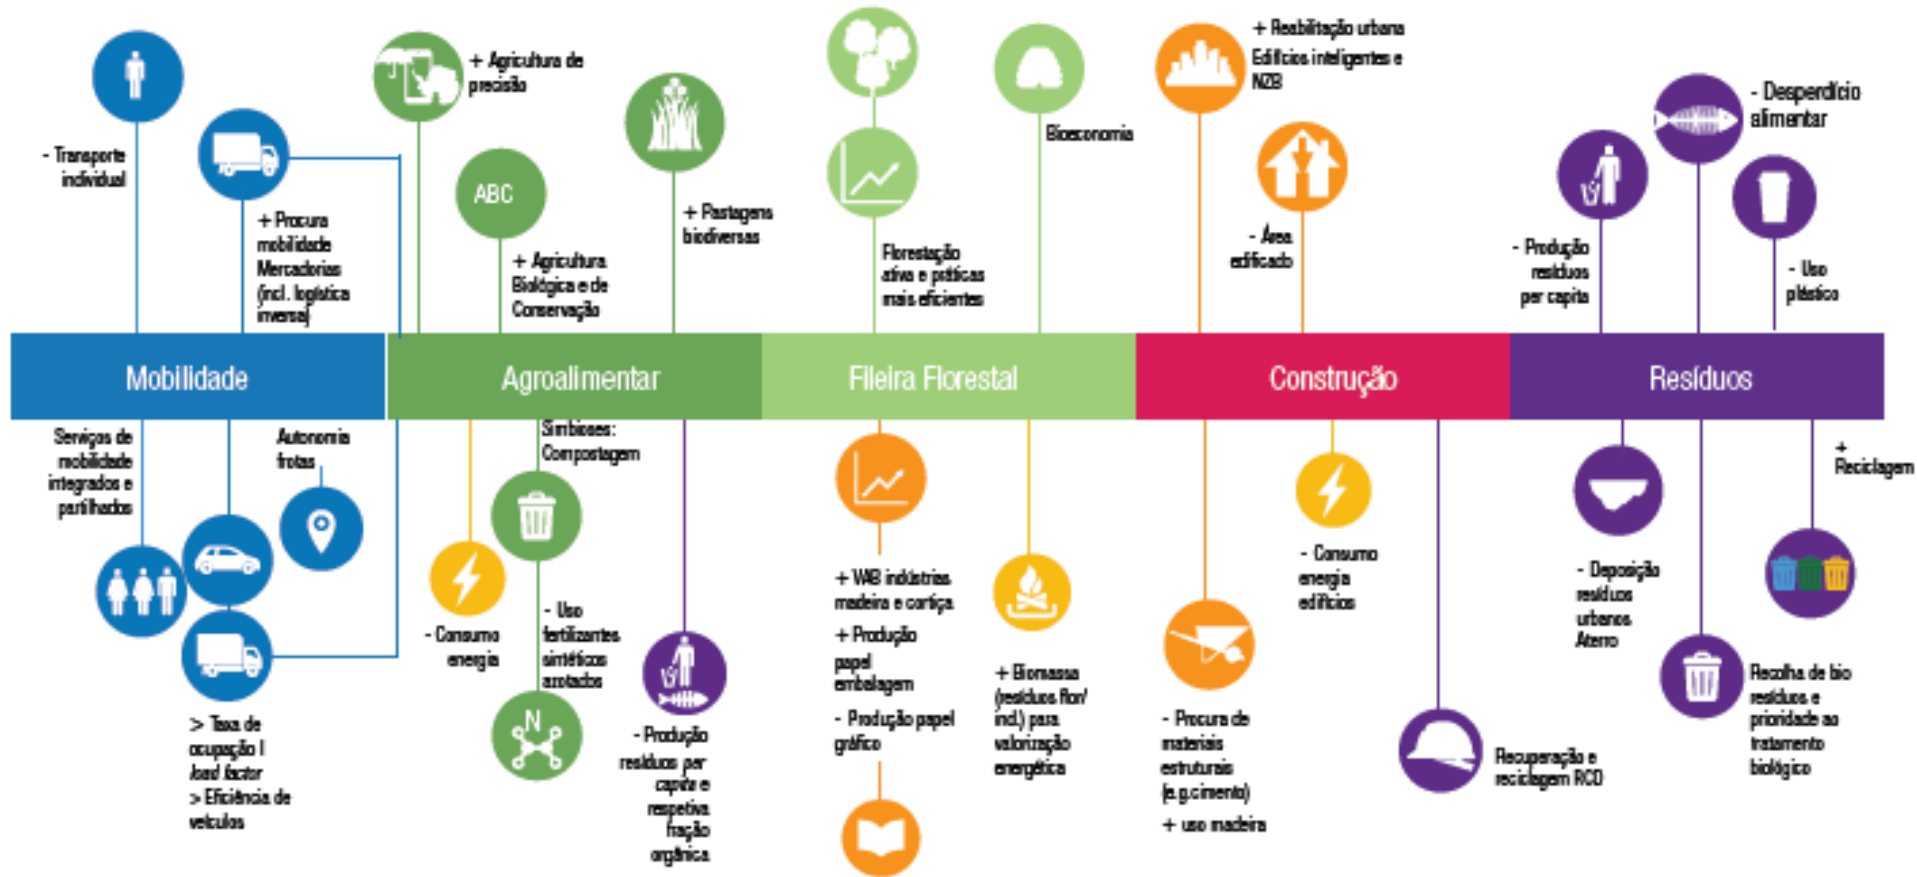 - Transporte
individual
+ Procura
mobilidade
Mercadorias
(incl. logística
inversa)
+ Agricultura de
precisão
ABC
+ Agricultura
Biológica e de
Conservação
+ Pastagens
biodiversas
Florestação
ativa e práticas
mais eficientes
Bioeconomia
+ Reabilitação urbana
Edifícios inteligentes e
NZB
- Área
edificado
- Produção
resíduos
per capita
- Desperdício
alimentar
- Uso
plástico
Mobilidade
Agroalimentar
Fileira Florestal
Construção
Resíduos
Serviços de
mobilidade
integrados e
partilhados
Autonomia
frotas
> Taxa de
ocupação |
load factor
> Eficiência de
veículos
- Consumo
energia
Simbioses:
Compostagem
- Uso
fertilizantes
sintéticos
azotados
N
- Produção
resíduos per
capita e
respetiva
fração
orgânica
+ VAB indústrias
madeira e cortiça
+ Produção
papel
embalagem
- Produção papel
gráfico
+ Biomassa
(resíduos flor/
ind.) para
valorização
energética
- Procura de
materiais
estruturais
(e.g.cimento)
+ uso madeira
- Consumo
energia
edifícios
Recuperação e
reciclagem RCD
- Deposição
resíduos
urbanos
Aterro
Recolha de bio
resíduos e
prioridade ao
tratamento
biológico
+
Reciclagem